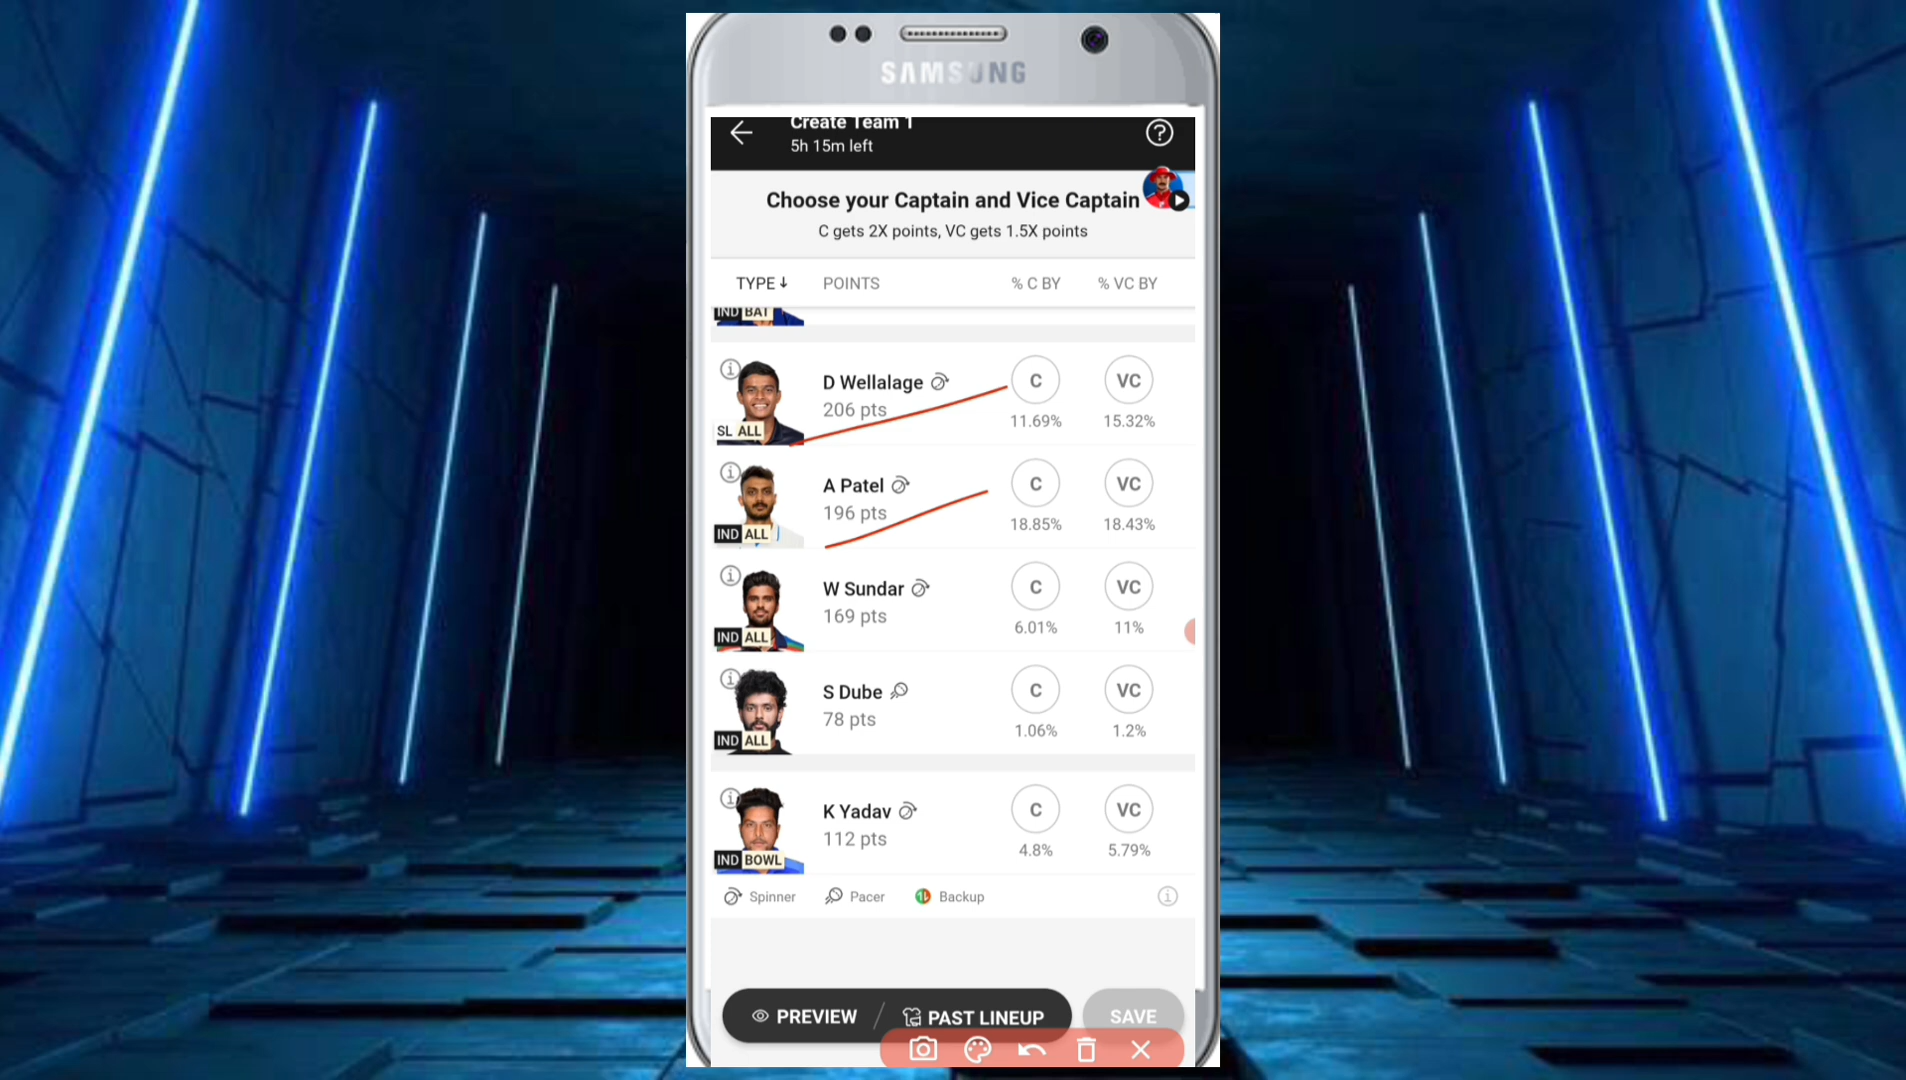 SAMSUNG
Create Team 1
5h 15m left
Choose your Captain and Vice Captain
C gets 2X points, VC gets 1.5X points
TYPE↓ POINTS % C BY % VC BY
IND BAT
D Wellalage C VC
206 pts
11.69% 15.32%
SL ALL
A Patel C VC
196 pts
18.85% 18.43%
IND ALL
W Sundar C VC
169 pts
6.01% 11%
IND ALL
S Dube C VC
78 pts
1.06% 1.2%
IND ALL
K Yadav C VC
112 pts
4.8% 5.79%
IND BOWL
Spinner Pacer Backup
PREVIEW / PAST LINEUP SAVE